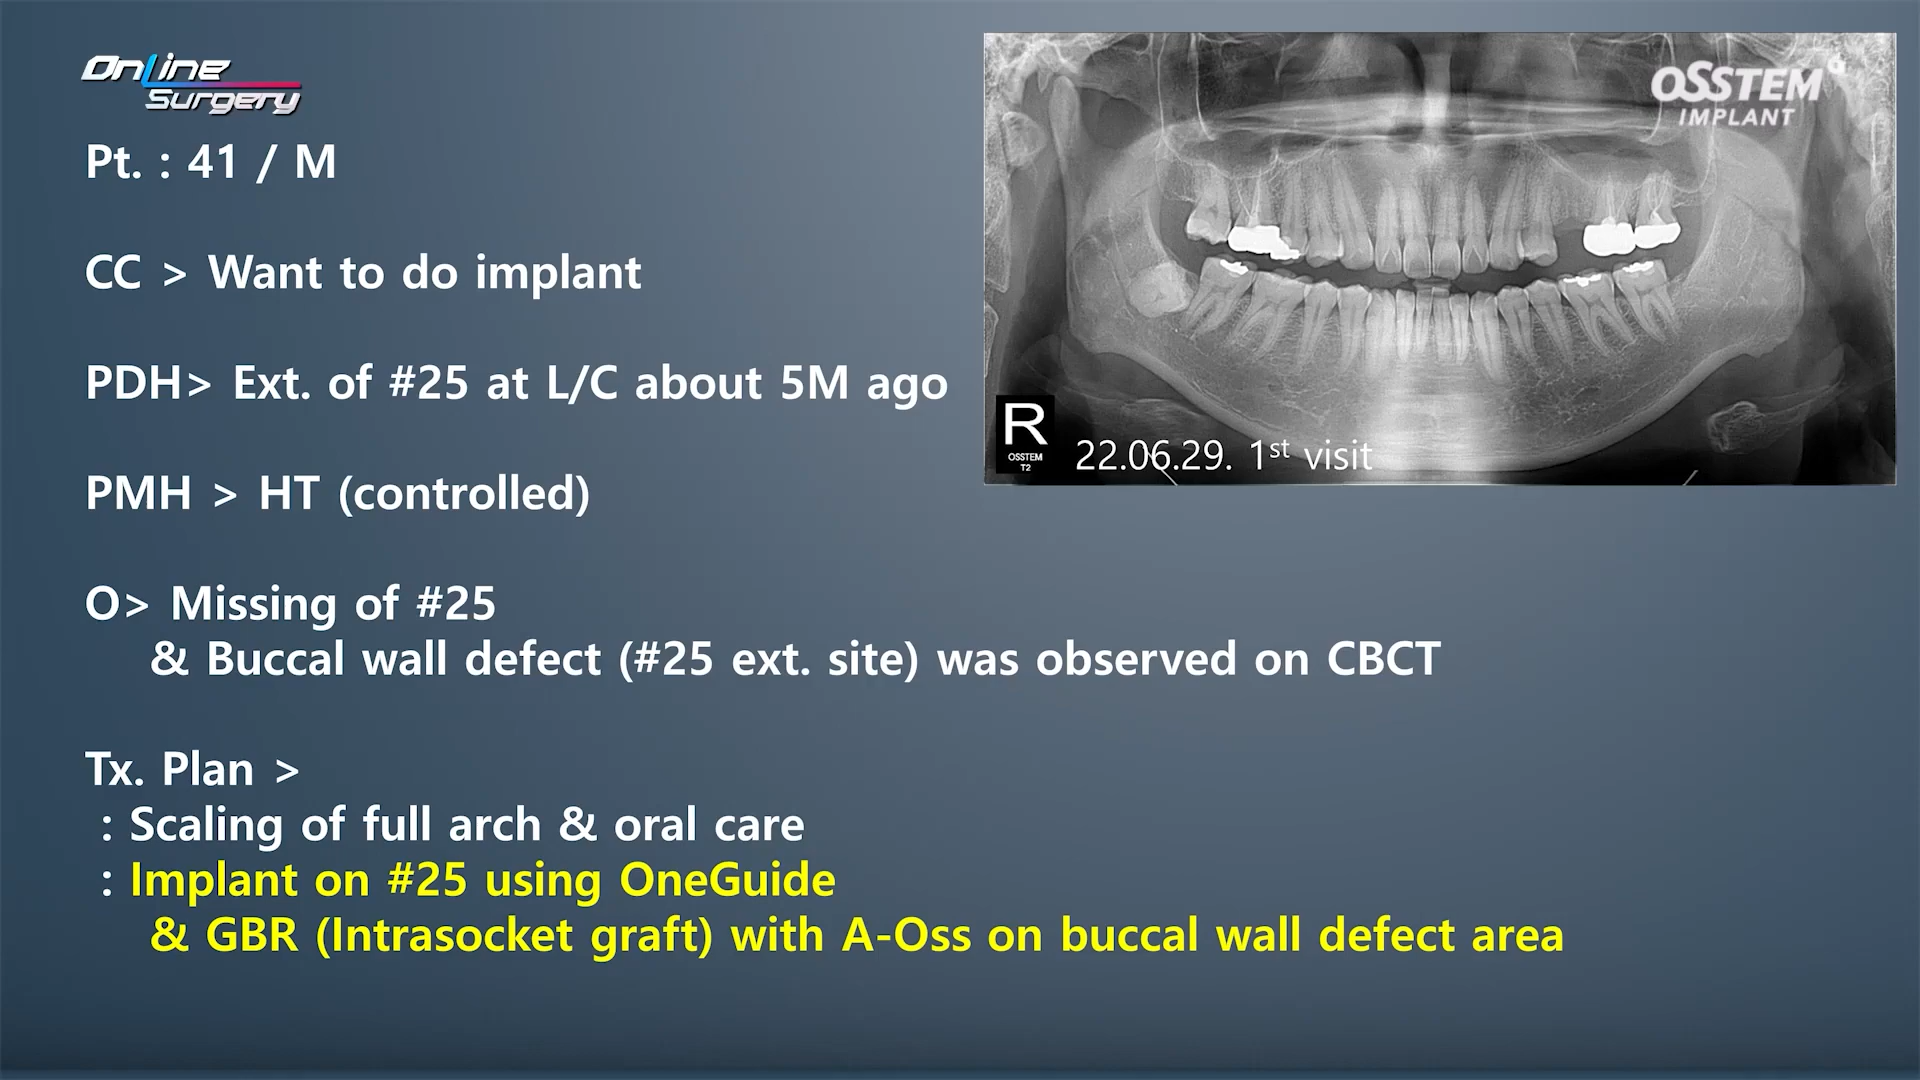 OnLine
Surgery
Pt. : 41 / M
CC > Want to do implant
PDH> Ext. of #25 at L/C about 5M ago
PMH > HT (controlled)
O> Missing of #25
& Buccal wall defect (#25 ext. site) was observed on CBCT
Tx. Plan >
: Scaling of full arch & oral care
: Implant on #25 using OneGuide
& GBR (Intrasocket graft) with A-Oss on buccal wall defect area
OSSTEM
IMPLANT
R
OSSTEM
T2
22.06.29. 1st visit